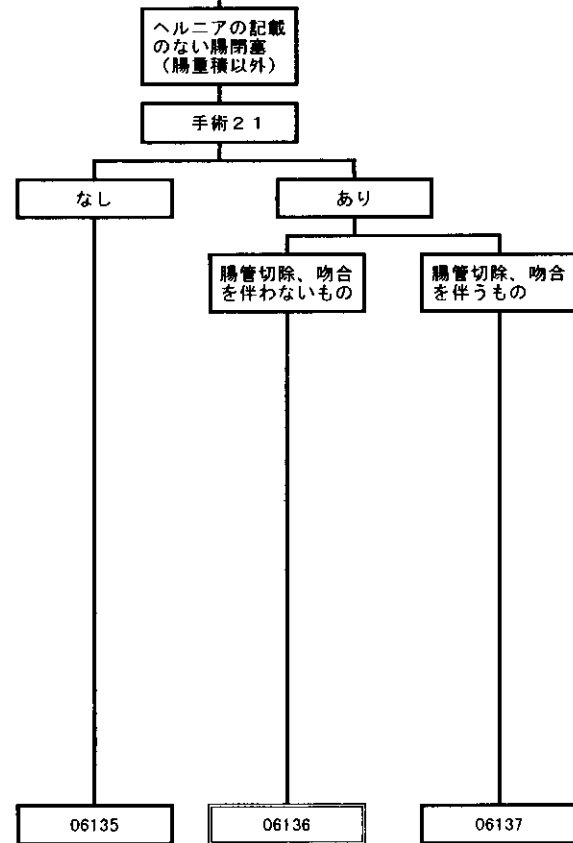 ヘルニアの記載
のない腸閉塞
（腸重積以外）
手術２１
なし
あり
腸管切除、吻合
を伴わないもの
腸管切除、吻合
を伴うもの
06135
06136
06137